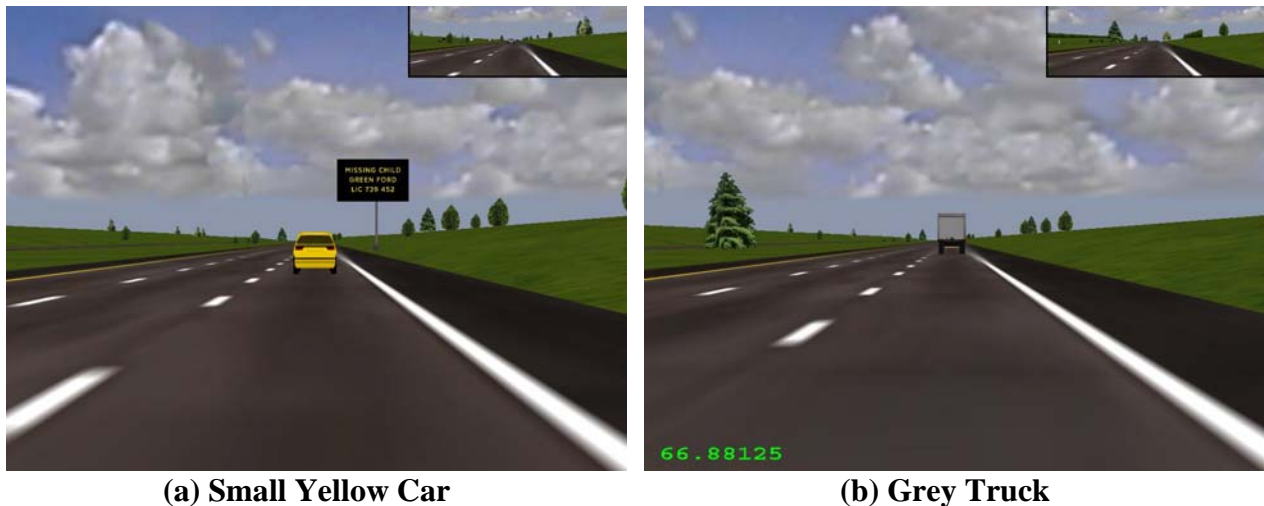 MISSING CHILD
GREEN FORD
LIC 739 452
66.88125
(a) Small Yellow Car
(b) Grey Truck